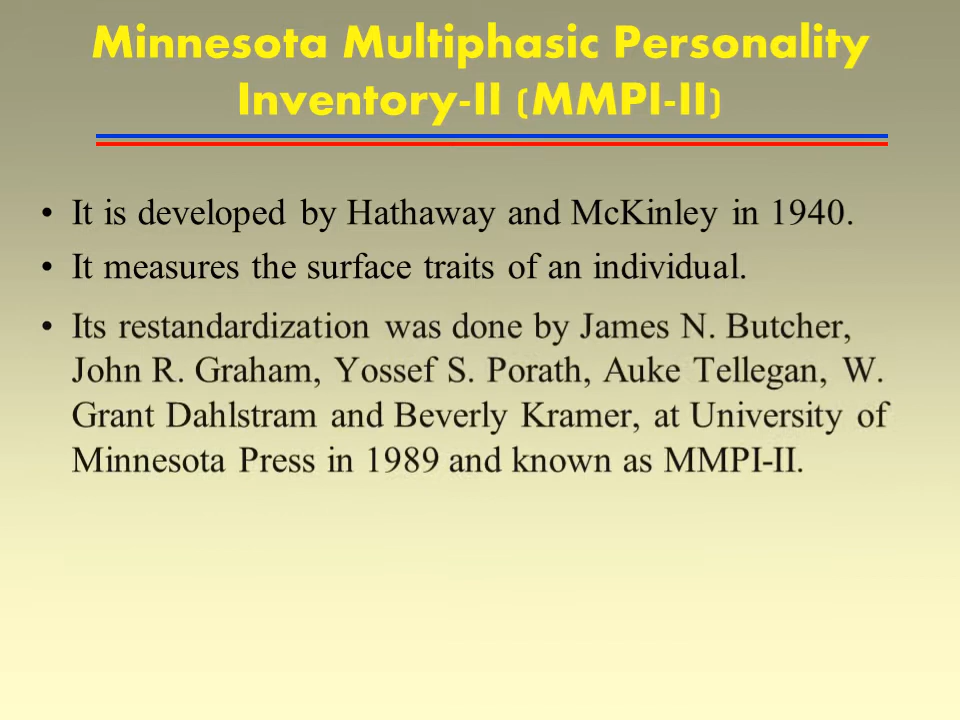 Minnesota Multiphasic Personality
Inventory-II (MMPI-II)
• It is developed by Hathaway and McKinley in 1940.
• It measures the surface traits of an individual.
• Its restandardization was done by James N. Butcher,
John R. Graham, Yossef S. Porath, Auke Tellegan, W.
Grant Dahlstram and Beverly Kramer, at University of
Minnesota Press in 1989 and known as MMPI-II.